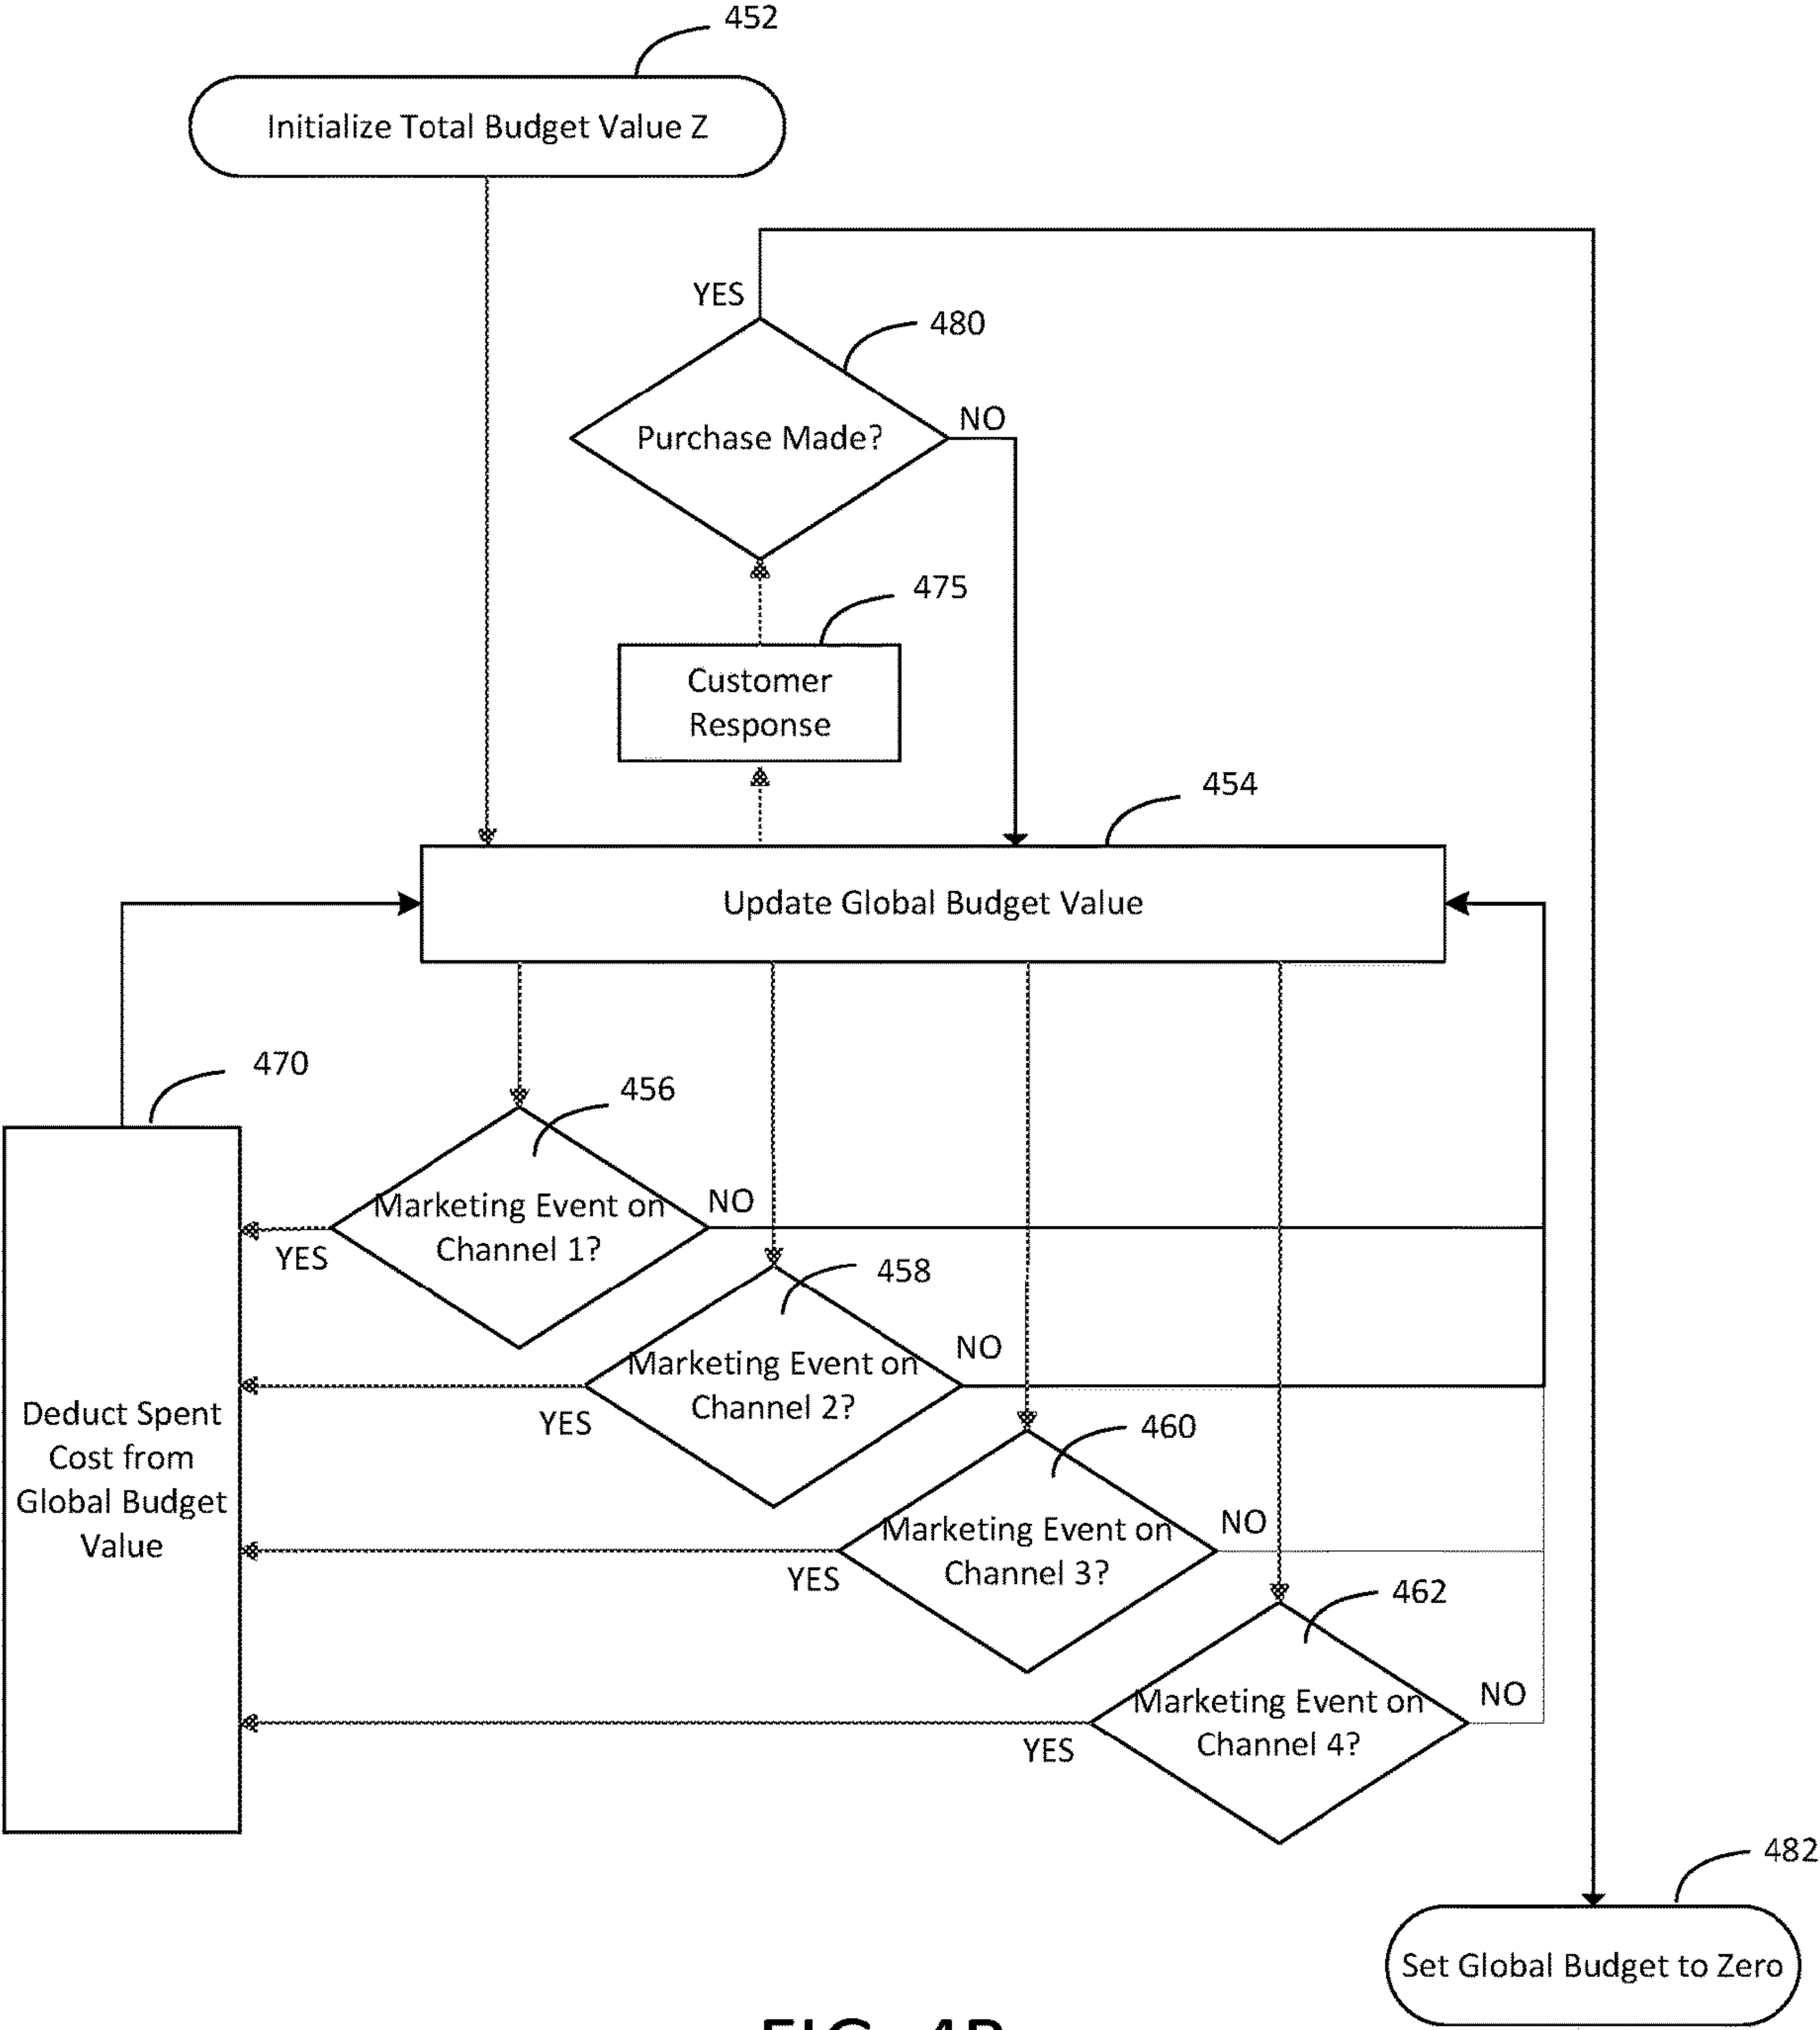 452
Initialize Total Budget Value Z
YES
480
Purchase Made?
NO
475
Customer
Response
454
Update Global Budget Value
470
456
Marketing Event on
Channel 1?
NO
YES
458
Marketing Event on
Channel 2?
NO
YES
460
Marketing Event on
Channel 3?
NO
YES
462
Marketing Event on
Channel 4?
NO
YES
Deduct Spent
Cost from
Global Budget
Value
482
Set Global Budget to Zero